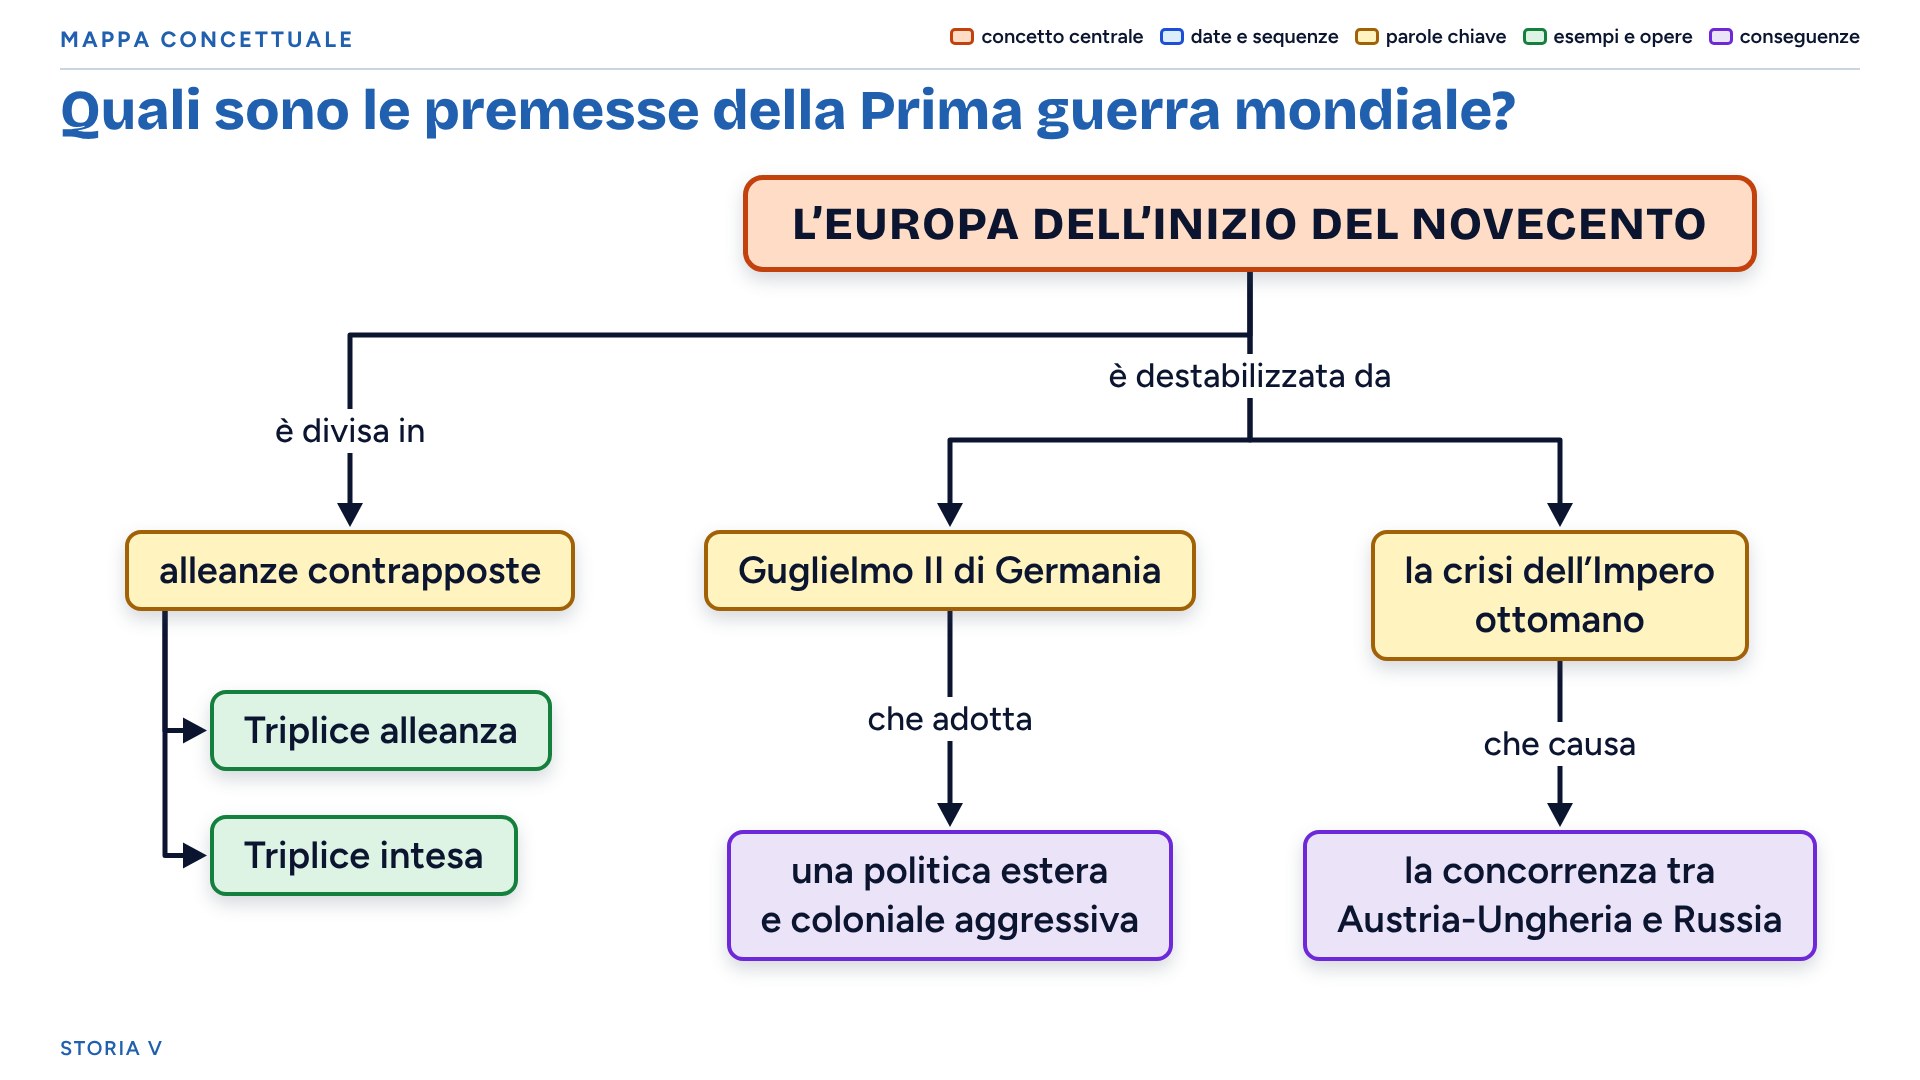 MAPPA CONCETTUALE
concetto centrale
date e sequenze
parole chiave
esempi e opere
conseguenze
Quali sono le premesse della Prima guerra mondiale?
L’EUROPA DELL’INIZIO DEL NOVECENTO
è destabilizzata da
è divisa in
alleanze contrapposte
Guglielmo II di Germania
la crisi dell’Impero
ottomano
Triplice alleanza
che adotta
che causa
Triplice intesa
una politica estera
e coloniale aggressiva
la concorrenza tra
Austria-Ungheria e Russia
STORIA V